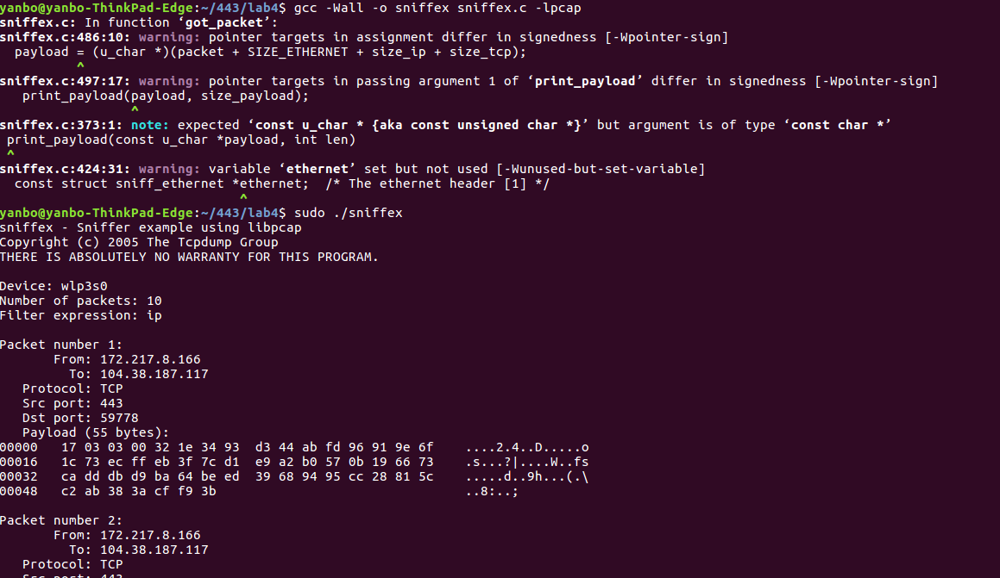 yanbo@yanbo-ThinkPad-Edge:~/443/lab4$ gcc -Wall -o sniffex sniffex.c -lpcap
sniffex.c: In function ‘got_packet’:
sniffex.c:486:10: warning: pointer targets in assignment differ in signedness [-Wpointer-sign]
  payload = (u_char *)(packet + SIZE_ETHERNET + size_ip + size_tcp);
          ^
sniffex.c:497:17: warning: pointer targets in passing argument 1 of ‘print_payload’ differ in signedness [-Wpointer-sign]
   print_payload(payload, size_payload);
                 ^
sniffex.c:373:1: note: expected ‘const u_char * {aka const unsigned char *}’ but argument is of type ‘const char *’
 print_payload(const u_char *payload, int len)
 ^
sniffex.c:424:31: warning: variable ‘ethernet’ set but not used [-Wunused-but-set-variable]
  const struct sniff_ethernet *ethernet;  /* The ethernet header [1] */
                               ^
yanbo@yanbo-ThinkPad-Edge:~/443/lab4$ sudo ./sniffex
sniffex - Sniffer example using libpcap
Copyright (c) 2005 The Tcpdump Group
THERE IS ABSOLUTELY NO WARRANTY FOR THIS PROGRAM.

Device: wlp3s0
Number of packets: 10
Filter expression: ip

Packet number 1:
       From: 172.217.8.166
         To: 104.38.187.117
   Protocol: TCP
   Src port: 443
   Dst port: 59778
   Payload (55 bytes):
00000   17 03 03 00 32 1e 34 93  d3 44 ab fd 96 91 9e 6f    ....2.4..D.....o
00016   1c 73 ec ff eb 3f 7c d1  e9 a2 b0 57 0b 19 66 73    .s...?|....W..fs
00032   ca dd db d9 ba 64 be ed  39 68 94 95 cc 28 81 5c    .....d..9h...(.\
00048   c2 ab 38 3a cf f9 3b                                ..8:..;

Packet number 2:
       From: 172.217.8.166
         To: 104.38.187.117
   Protocol: TCP
   Src port: 443